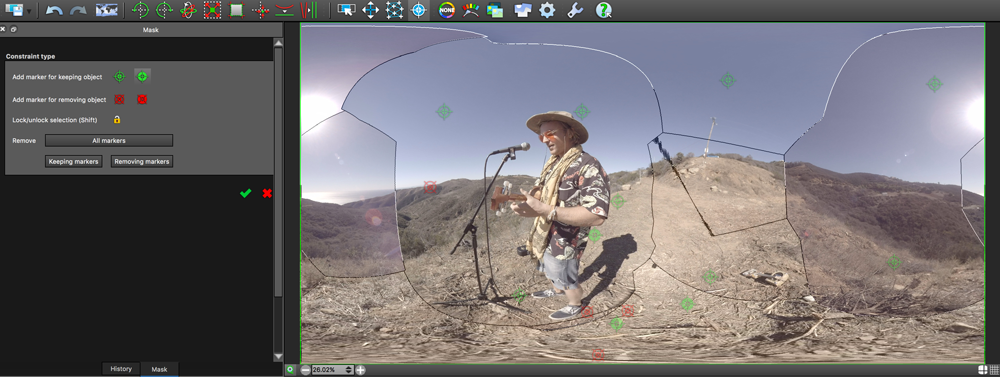 NONE
Mask
Constraint type
Add marker for keeping object
Add marker for removing object
Lock/unlock selection (Shift)
Remove
All markers
Keeping markers
Removing markers
History
Mask
26.02%